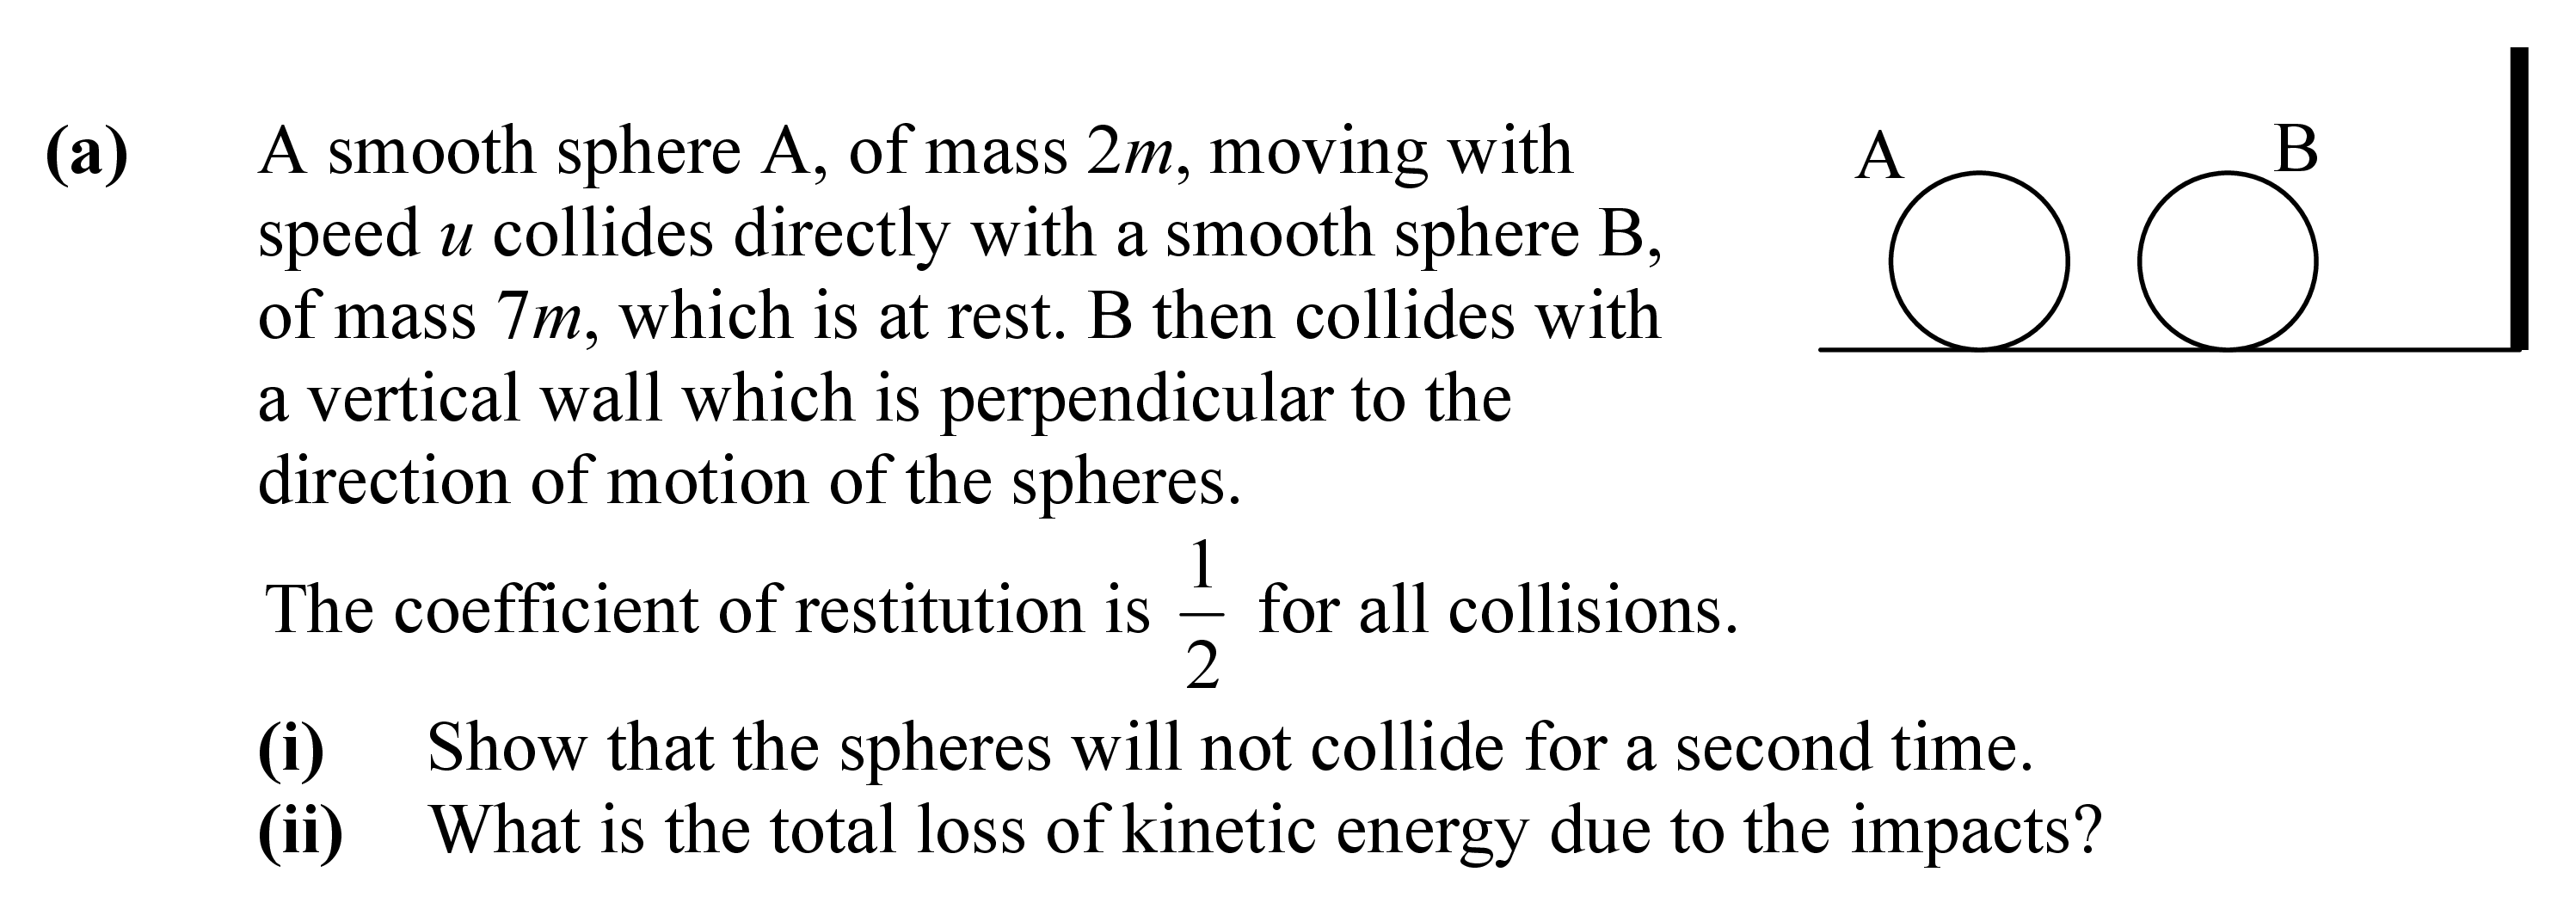 (a) A smooth sphere A, of mass 2m, moving with
speed u collides directly with a smooth sphere B,
of mass 7m, which is at rest. B then collides with
a vertical wall which is perpendicular to the
direction of motion of the spheres.
The coefficient of restitution is 1/2 for all collisions.
(i) Show that the spheres will not collide for a second time.
(ii) What is the total loss of kinetic energy due to the impacts?
A B